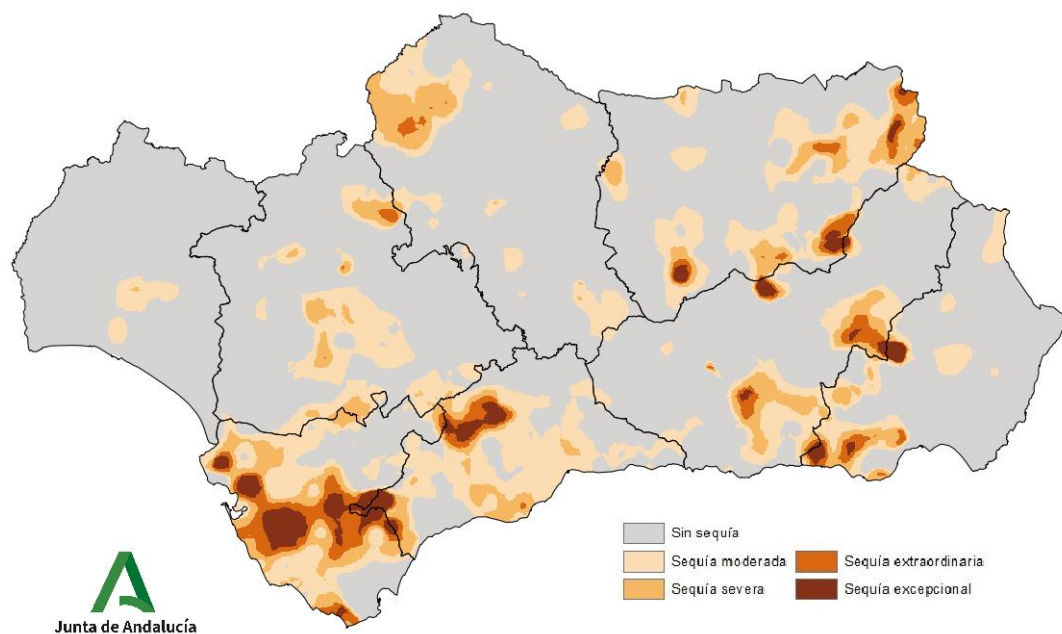 Sin sequía
Sequía moderada
Sequía extraordinaria
Sequía severa
Sequía excepcional
Junta de Andalucía